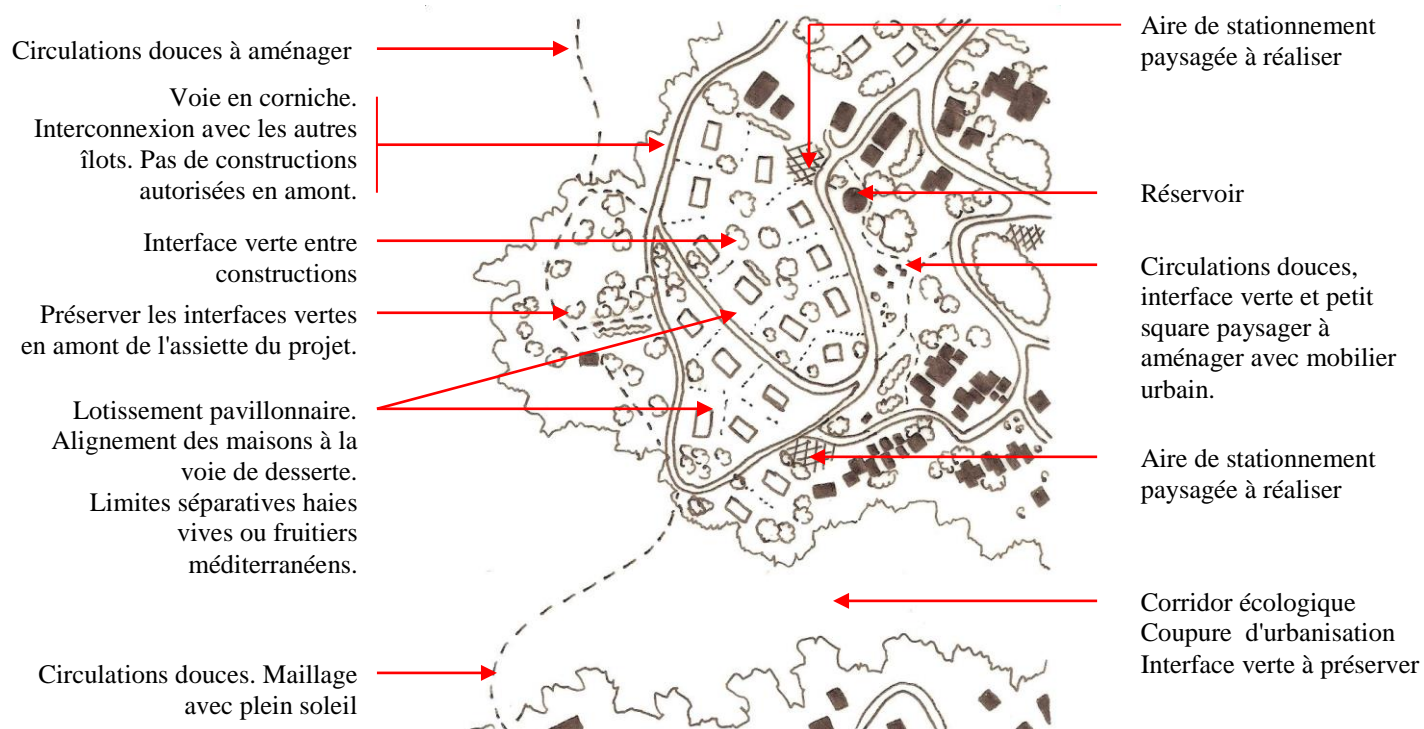 Circulations douces à aménager
Voie en corniche.
Interconnexion avec les autres
îlots. Pas de constructions
autorisées en amont.
Interface verte entre
constructions
Préserver les interfaces vertes
en amont de l'assiette du projet.
Lotissement pavillonnaire.
Alignement des maisons à la
voie de desserte.
Limites séparatives haies
vives ou fruitiers
méditerranéens.
Circulations douces. Maillage
avec plein soleil
Aire de stationnement
paysagée à réaliser
Réservoir
Circulations douces,
interface verte et petit
square paysager à
aménager avec mobilier
urbain.
Aire de stationnement
paysagée à réaliser
Corridor écologique
Coupure d'urbanisation
Interface verte à préserver